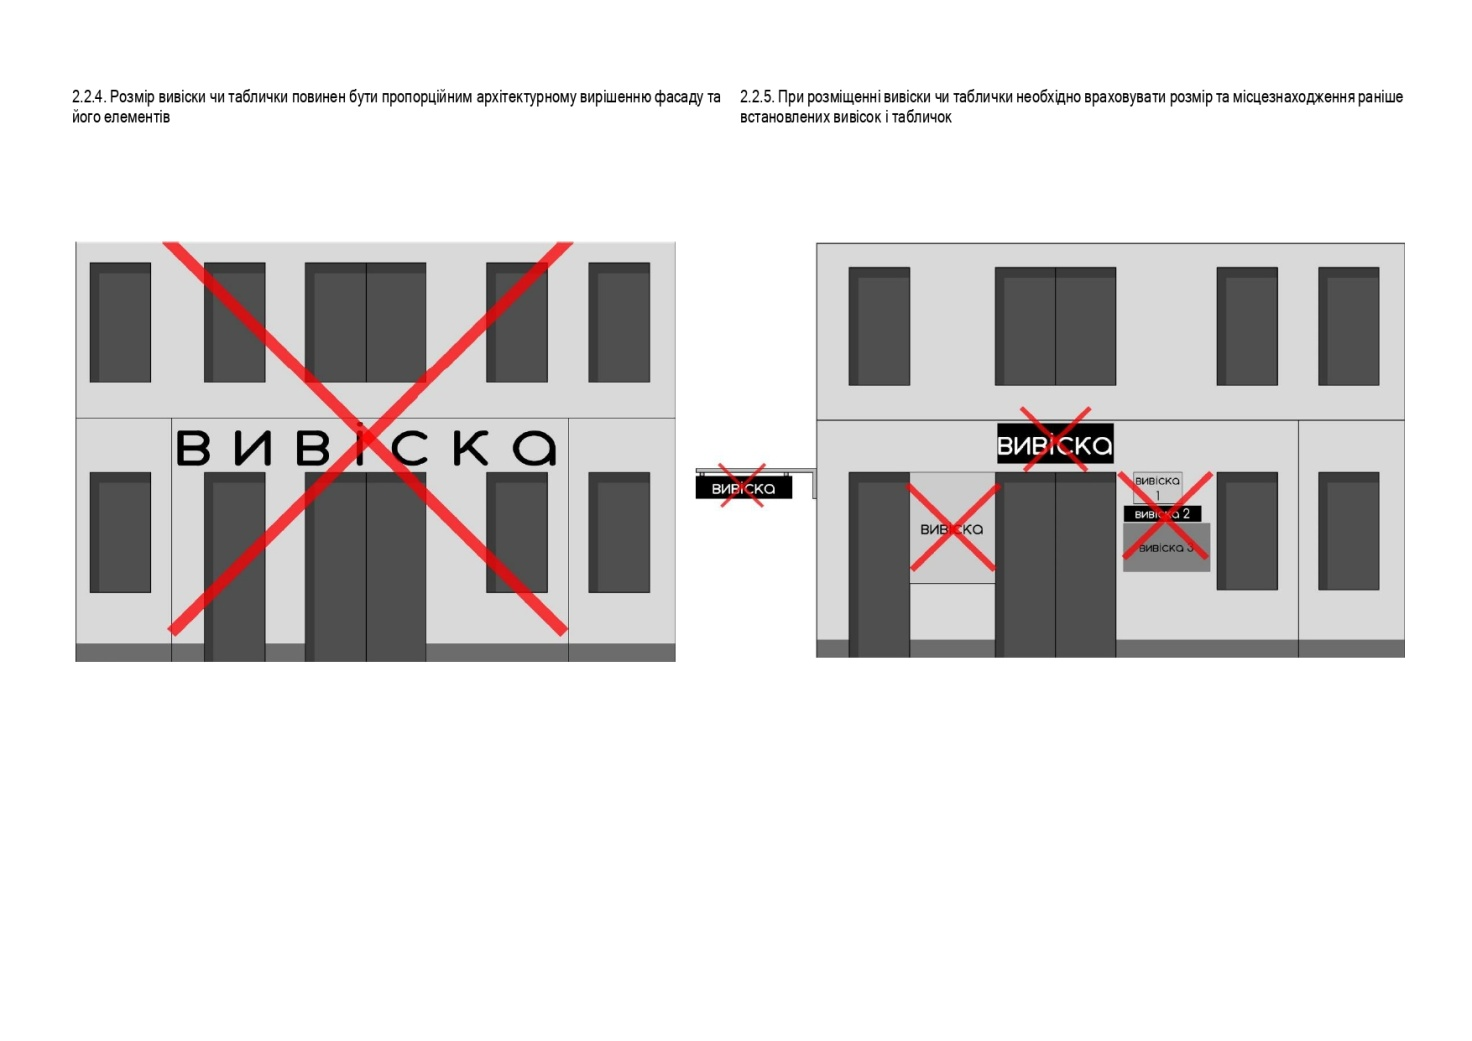 2.2.4. Розмір вивіски чи таблички повинен бути пропорційним архітектурному вирішенню фасаду та
його елементів
2.2.5. При розміщенні вивіски чи таблички необхідно враховувати розмір та місцезнаходження раніше
встановлених вивісок і табличок
вивіска
вивіска
вивіска
вивіска
вивіска
1
вивіска 2
вивіска 3